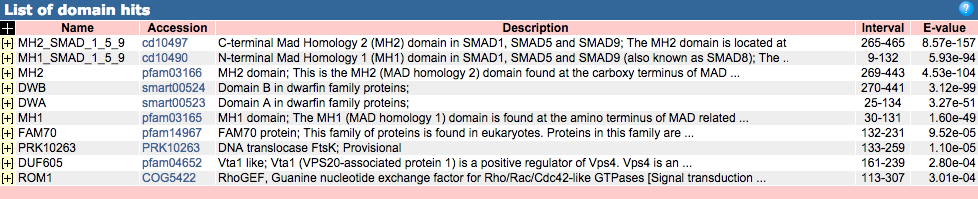 List of domain hits
Name Accession Description Interval E-value
[+] MH2_SMAD_1_5_9 cd10497 C-terminal Mad Homology 2 (MH2) domain in SMAD1, SMAD5 and SMAD9; The MH2 domain is located at 265-465 8.57e-157
[+] MH1_SMAD_1_5_9 cd10490 N-terminal Mad Homology 1 (MH1) domain in SMAD1, SMAD5 and SMAD9 (also known as SMAD8); The .. 9-132 5.93e-94
[+] MH2 pfam03166 MH2 domain; This is the MH2 (MAD homology 2) domain found at the carboxy terminus of MAD ... 269-443 4.53e-104
[+] DWB smart00524 Domain B in dwarfin family proteins; 270-441 3.12e-99
[+] DWA smart00523 Domain A in dwarfin family proteins; 25-134 3.27e-51
[+] MH1 pfam03165 MH1 domain; The MH1 (MAD homology 1) domain is found at the amino terminus of MAD related ... 30-131 1.60e-49
[+] FAM70 pfam14967 FAM70 protein; This family of proteins is found in eukaryotes. Proteins in this family are ... 132-231 9.52e-05
[+] PRK10263 PRK10263 DNA translocase FtsK; Provisional 133-259 1.10e-05
[+] DUF605 pfam04652 Vta1 like; Vta1 (VPS20-associated protein 1) is a positive regulator of Vps4. Vps4 is an ... 161-239 2.80e-04
[+] ROM1 COG5422 RhoGEF, Guanine nucleotide exchange factor for Rho/Rac/Cdc42-like GTPases [Signal transduction ... 113-307 3.01e-04